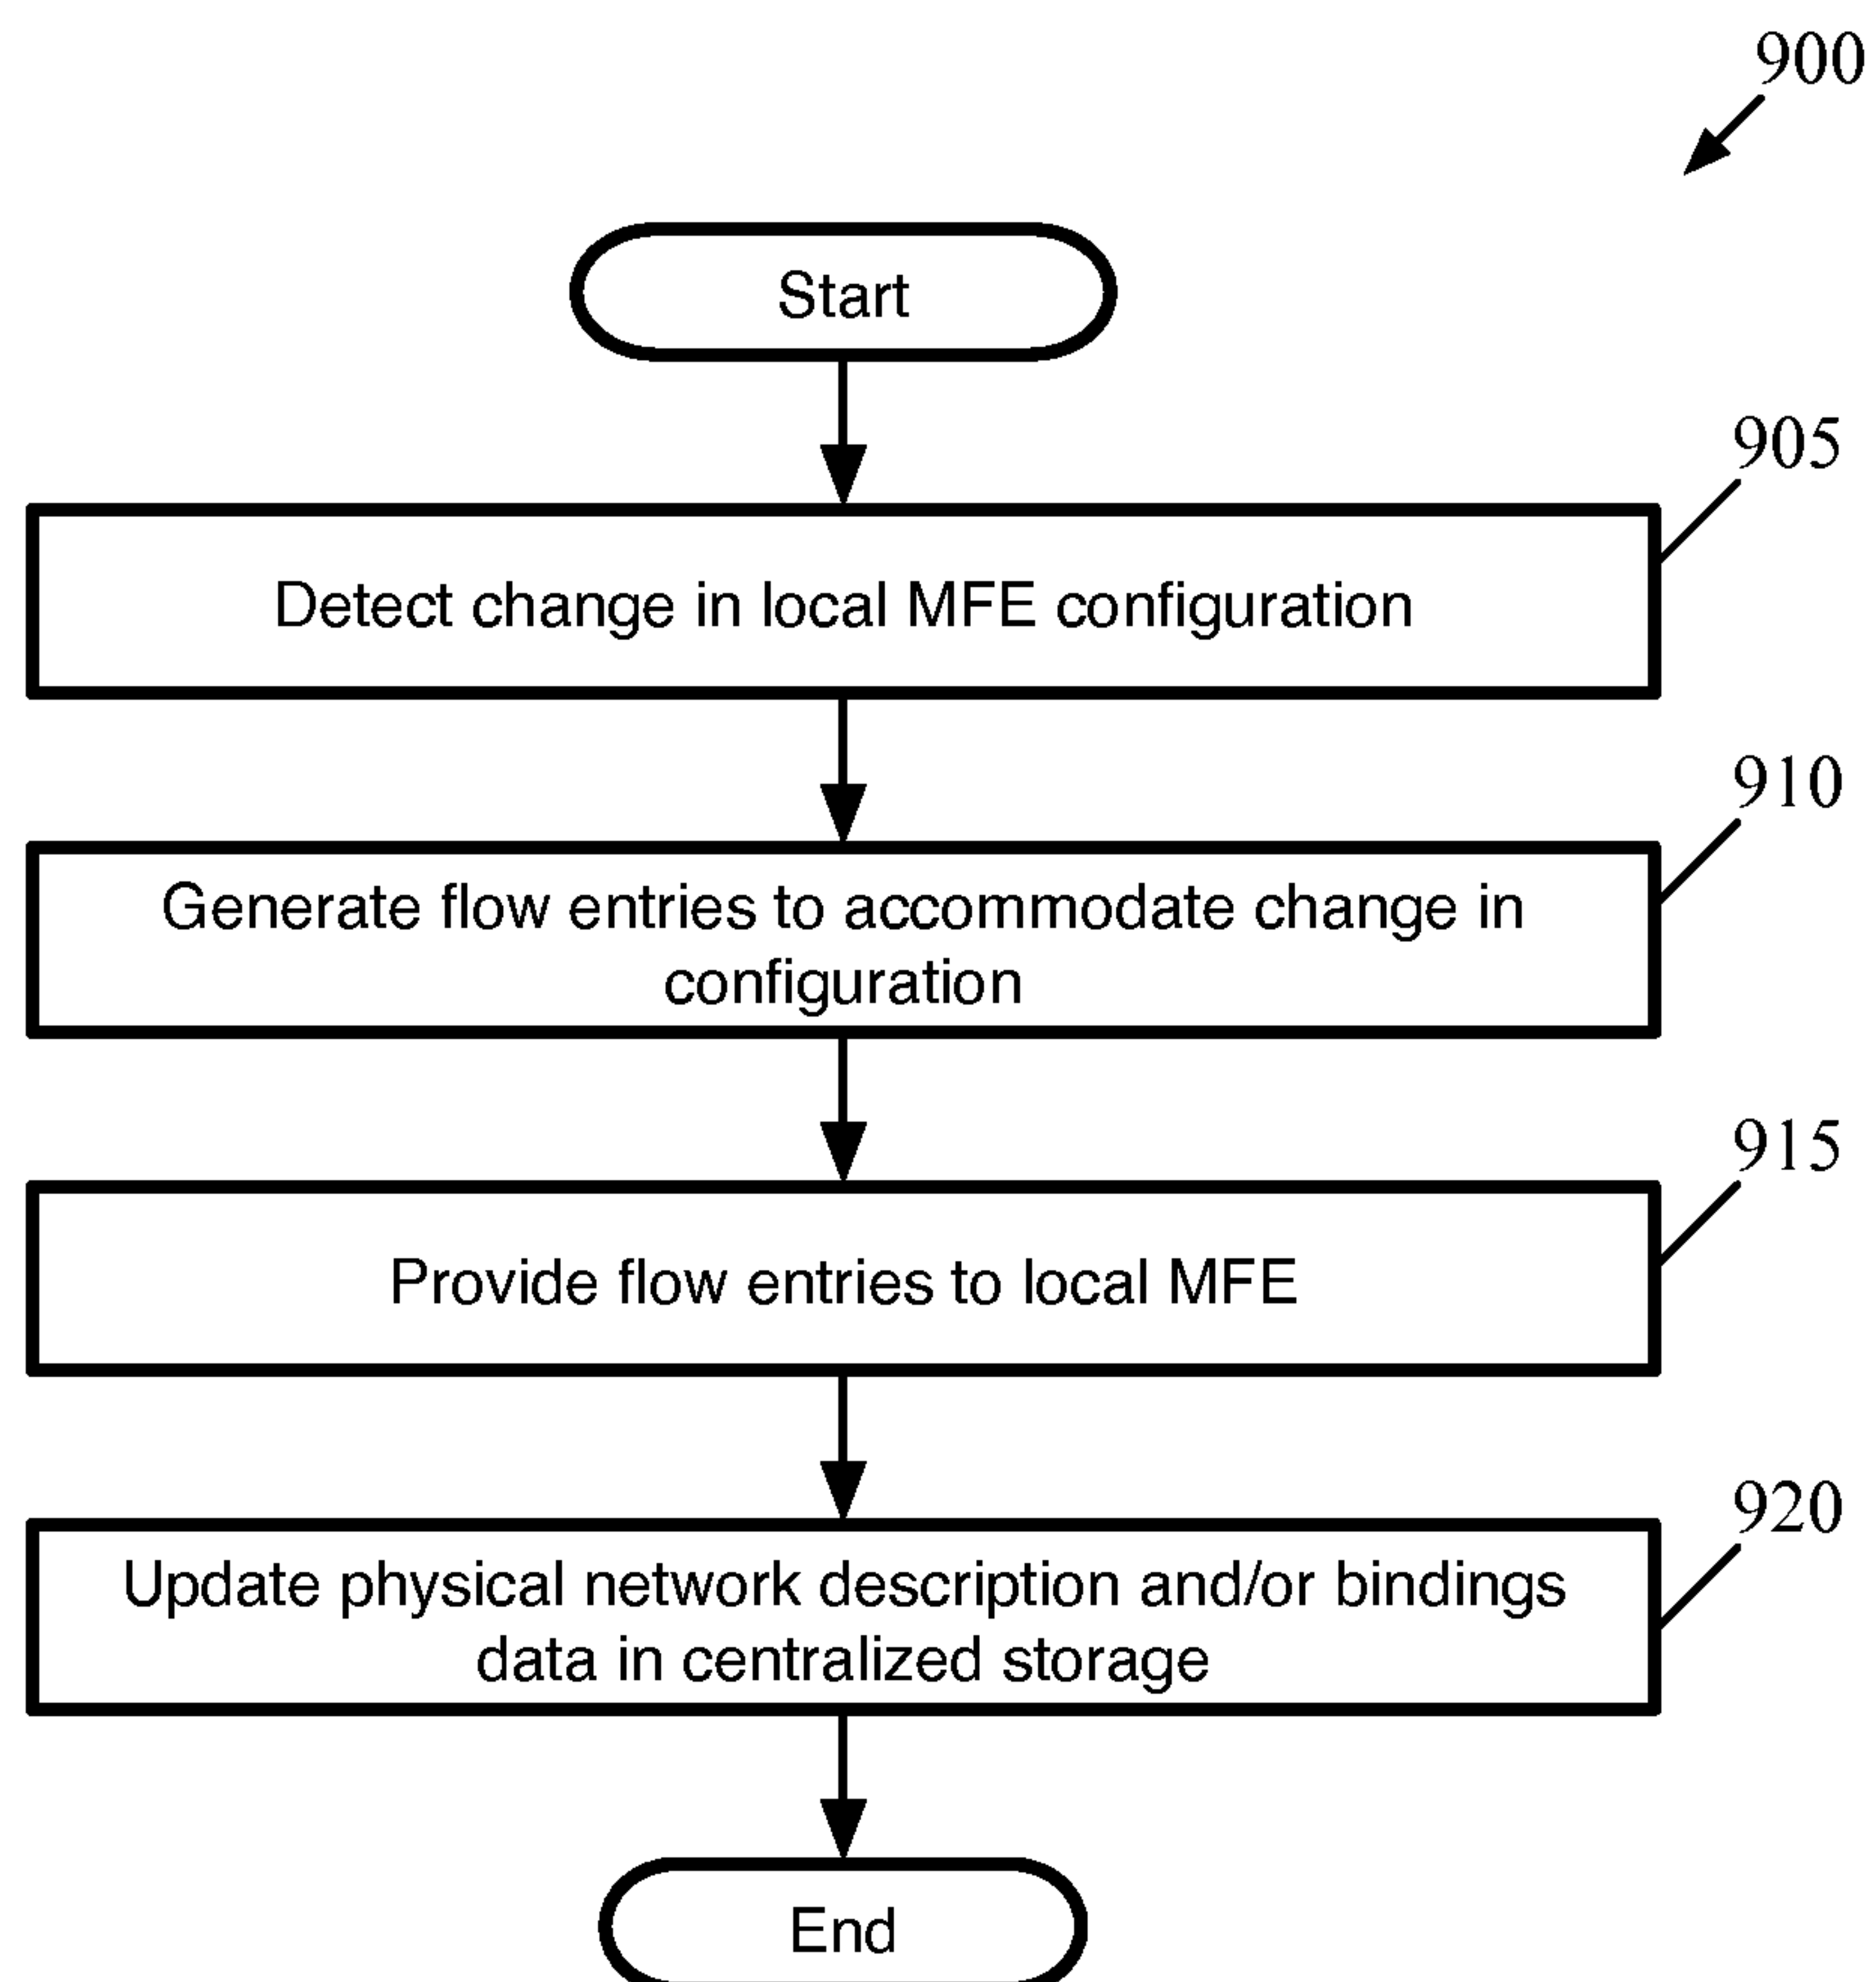 900
Start
905
Detect change in local MFE configuration
910
Generate flow entries to accommodate change in
configuration
915
Provide flow entries to local MFE
920
Update physical network description and/or bindings
data in centralized storage
End